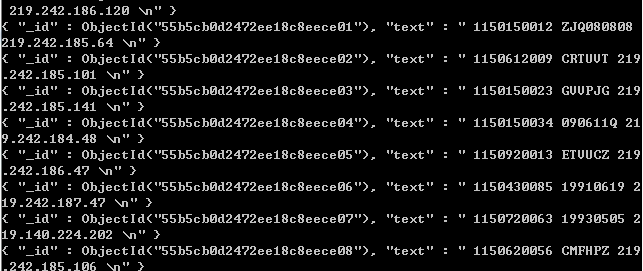 219.242.186.120 \n" }
{ "_id" : ObjectId("55b5cb0d2472ee18c8eece01"), "text" : " 1150150012 ZJQ080808
219.242.185.64 \n" }
{ "_id" : ObjectId("55b5cb0d2472ee18c8eece02"), "text" : " 1150612009 CRTUVT 219
.242.185.101 \n" }
{ "_id" : ObjectId("55b5cb0d2472ee18c8eece03"), "text" : " 1150150023 GVVPJG 219
.242.185.141 \n" }
{ "_id" : ObjectId("55b5cb0d2472ee18c8eece04"), "text" : " 1150150034 090611Q 21
9.242.184.48 \n" }
{ "_id" : ObjectId("55b5cb0d2472ee18c8eece05"), "text" : " 1150920013 ETVUCZ 219
.242.186.47 \n" }
{ "_id" : ObjectId("55b5cb0d2472ee18c8eece06"), "text" : " 1150430085 19910619 2
19.242.187.47 \n" }
{ "_id" : ObjectId("55b5cb0d2472ee18c8eece07"), "text" : " 1150720063 19930505 2
19.140.224.202 \n" }
{ "_id" : ObjectId("55b5cb0d2472ee18c8eece08"), "text" : " 1150620056 CMFHPZ 219
.242.185.106 \n" }